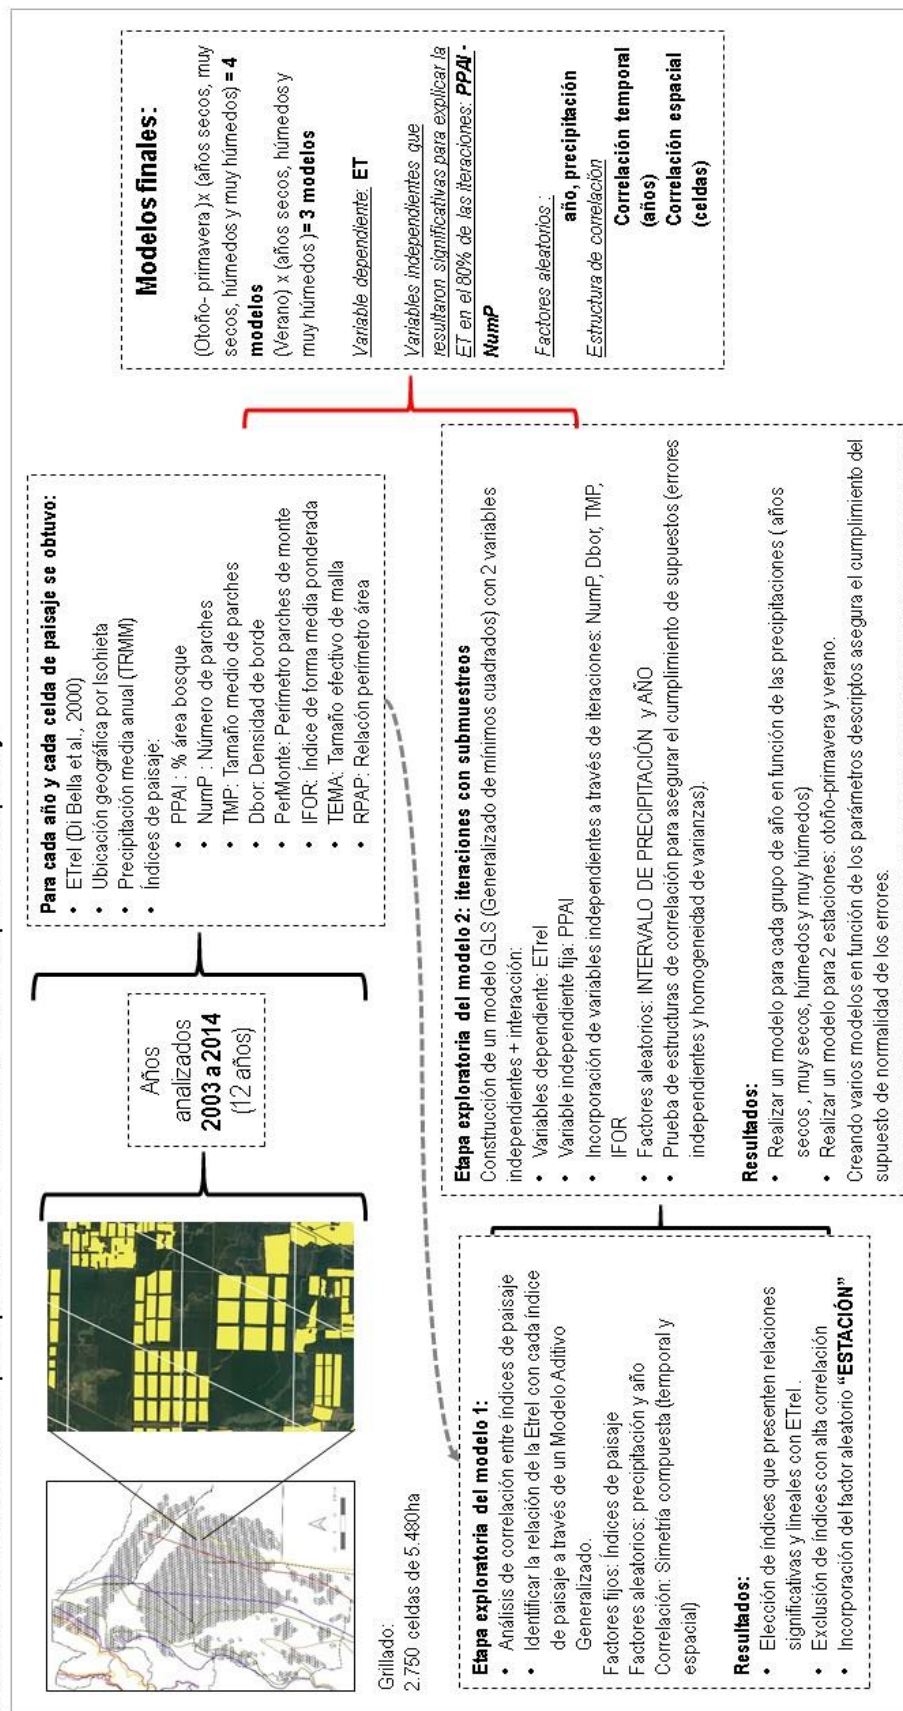 Grillado:
2.750 celdas de 5.480ha
Años
analizados
2003 a 2014
(12 años)
Para cada año y cada celda de paisaje se obtuvo:
• ETrel (Di Bella et al., 2000)
• Ubicación geográfica por Isohieta
• Precipitación media anual (TRMM)
• Índices de paisaje:
• PPAI : % área bosque
• NumP : Número de parches
• TMP: Tamaño medio de parches
• Dbor: Densidad de borde
• PerMonte: Perímetro parches de monte
• IFOR: Índice de forma media ponderada
• TEMA: Tamaño efectivo de malla
• RPAP: Relacón perímetro área
Etapa exploratoria del modelo 1:
• Análisis de correlación entre índices de paisaje
• Identificar la relación de la Etrel con cada índice
de paisaje a través de un Modelo Aditivo
Generalizado.
Factores fijos: Índices de paisaje
Factores aleatorios: precipitación y año
Correlación: Simetría compuesta (temporal y
espacial)
Resultados:
• Elección de índices que presenten relaciones
significativas y lineales con ETrel .
• Exclusión de índices con alta correlación
• Incorporación del factor aleatorio “ESTACIÓN”
Etapa exploratoria del modelo 2: iteraciones con submuestreos
Construcción de un modelo GLS (Generalizado de mínimos cuadrados) con 2 variables
independientes + interacción:
• Variables dependiente: ETrel
• Variable independiente fija: PPAI
• Incorporación de variables independientes a través de iteraciones: NumP, Dbor, TMP,
IFOR
• Factores aleatorios: INTERVALO DE PRECIPITACIÓN y AÑO
• Prueba de estructuras de correlación para asegurar el cumplimiento de supuestos (errores
independientes y homogeneidad de varianzas).
Resultados:
• Realizar un modelo para cada grupo de año en función de las precipitaciones ( años
secos , muy secos, húmedos y muy húmedos)
• Realizar un modelo para 2 estaciones: otoño-primavera y verano.
Creando varios modelos en función de los parámetros descriptos asegura el cumplimiento del
supuesto de normalidad de los errores.
Modelos finales:
(Otoño- primavera )x (años secos, muy
secos, húmedos y muy húmedos) = 4
modelos
(Verano) x (años secos, húmedos y
muy húmedos )= 3 modelos
Variable dependiente: ET
Variables independientes que
resultaron significativas para explicar la
ET en el 80% de las iteraciones: PPAI -
NumP
Factores aleatorios :
año, precipitación
Estructura de correlación
Correlación temporal
(años)
Correlación espacial
(celdas)